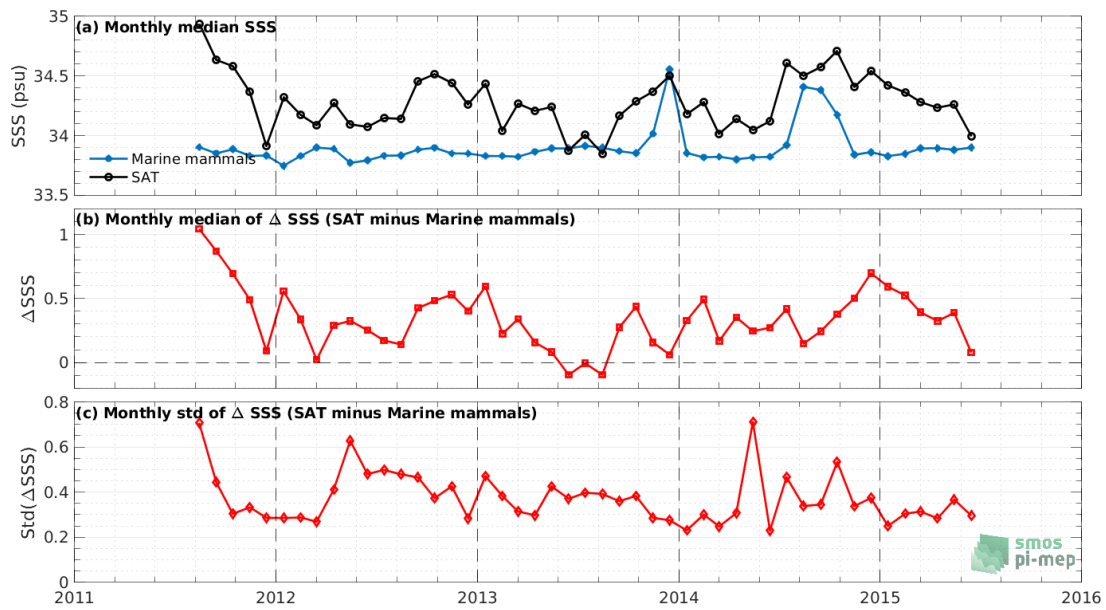 35
(a) Monthly median SSS
34.5
SSS (psu)
34
Marine mammals
SAT
33.5
(b) Monthly median of Δ SSS (SAT minus Marine mammals)
1
ΔSSS
0.5
0
0.8
(c) Monthly std of Δ SSS (SAT minus Marine mammals)
0.6
Std(ΔSSS)
0.4
0.2
smos
pi-mep
0
2011 2012 2013 2014 2015 2016